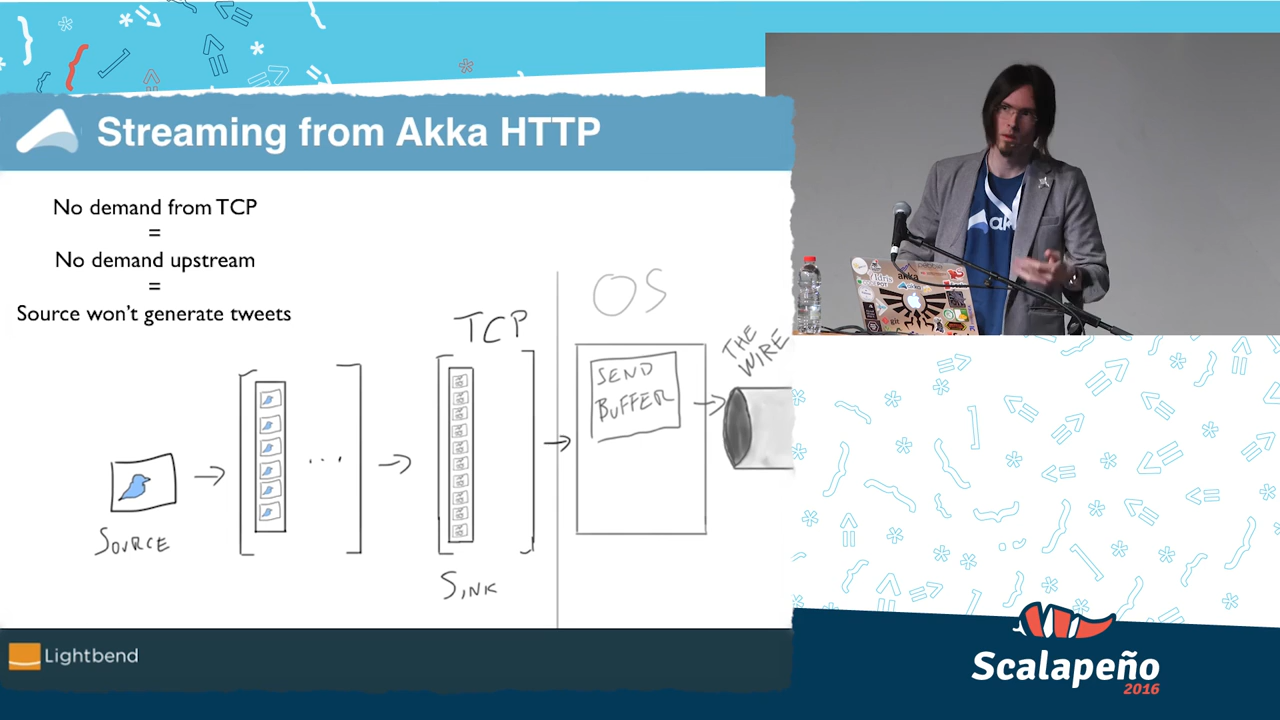 Streaming from Akka HTTP
No demand from TCP
=
No demand upstream
=
Source won't generate tweets
OS
TCP
THE
WIRE
SEND
BUFFER
...
SOURCE
SINK
Lightbend
Scalapeño
2016
akka